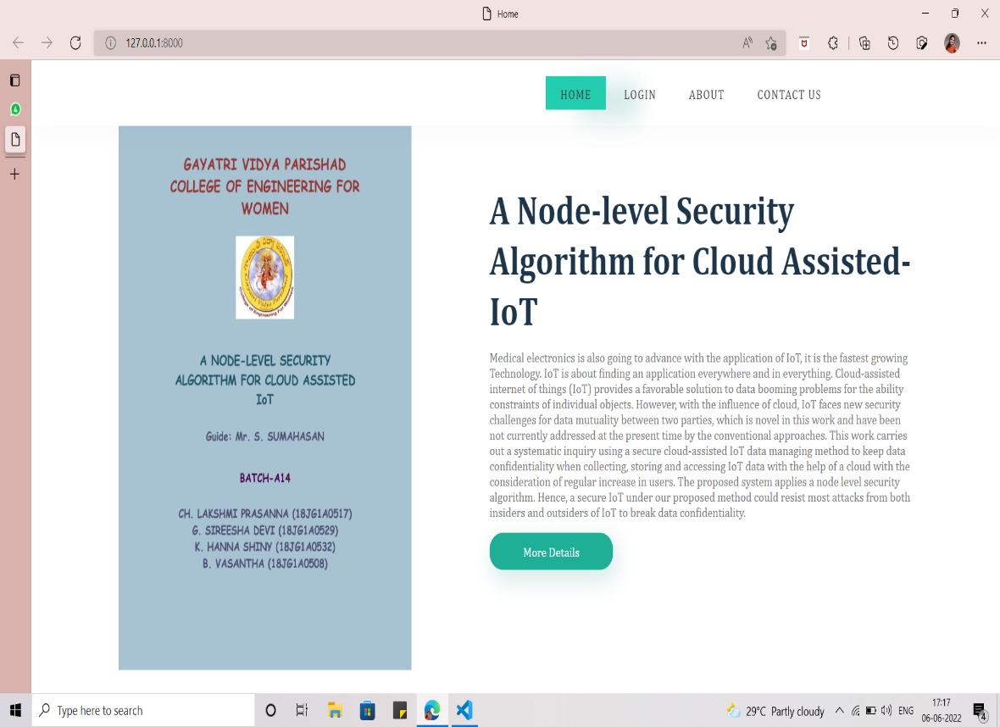 Home
127.0.0.1:8000
HOME
LOGIN
ABOUT
CONTACT US
GAYATRI VIDYA PARISHAD
COLLEGE OF ENGINEERING FOR
WOMEN
A NODE-LEVEL SECURITY
ALGORITHM FOR CLOUD ASSISTED
IoT
Guide: Mr. S. SUMAHASAN
BATCH-A14
CH. LAKSHMI PRASANNA (18JG1A0517)
G. SIREESHA DEVI (18JG1A0529)
K. HANNA SHINY (18JG1A0532)
B. VASANTHA (18JG1A0508)
A Node-level Security
Algorithm for Cloud Assisted-
IoT
Medical electronics is also going to advance with the application of IoT, it is the fastest growing
Technology. IoT is about finding an application everywhere and in everything. Cloud-assisted
internet of things (IoT) provides a favorable solution to data booming problems for the ability
constraints of individual objects. However, with the influence of cloud, IoT faces new security
challenges for data mutuality between two parties, which is novel in this work and have been
not currently addressed at the present time by the conventional approaches. This work carries
out a systematic inquiry using a secure cloud-assisted IoT data managing method to keep data
confidentiality when collecting, storing and accessing IoT data with the help of a cloud with the
consideration of regular increase in users. The proposed system applies a node level security
algorithm. Hence, a secure IoT under our proposed method could resist most attacks from both
insiders and outsiders of IoT to break data confidentiality.
More Details
Type here to search
29°C Partly cloudy
ENG
17:17
06-06-2022
4